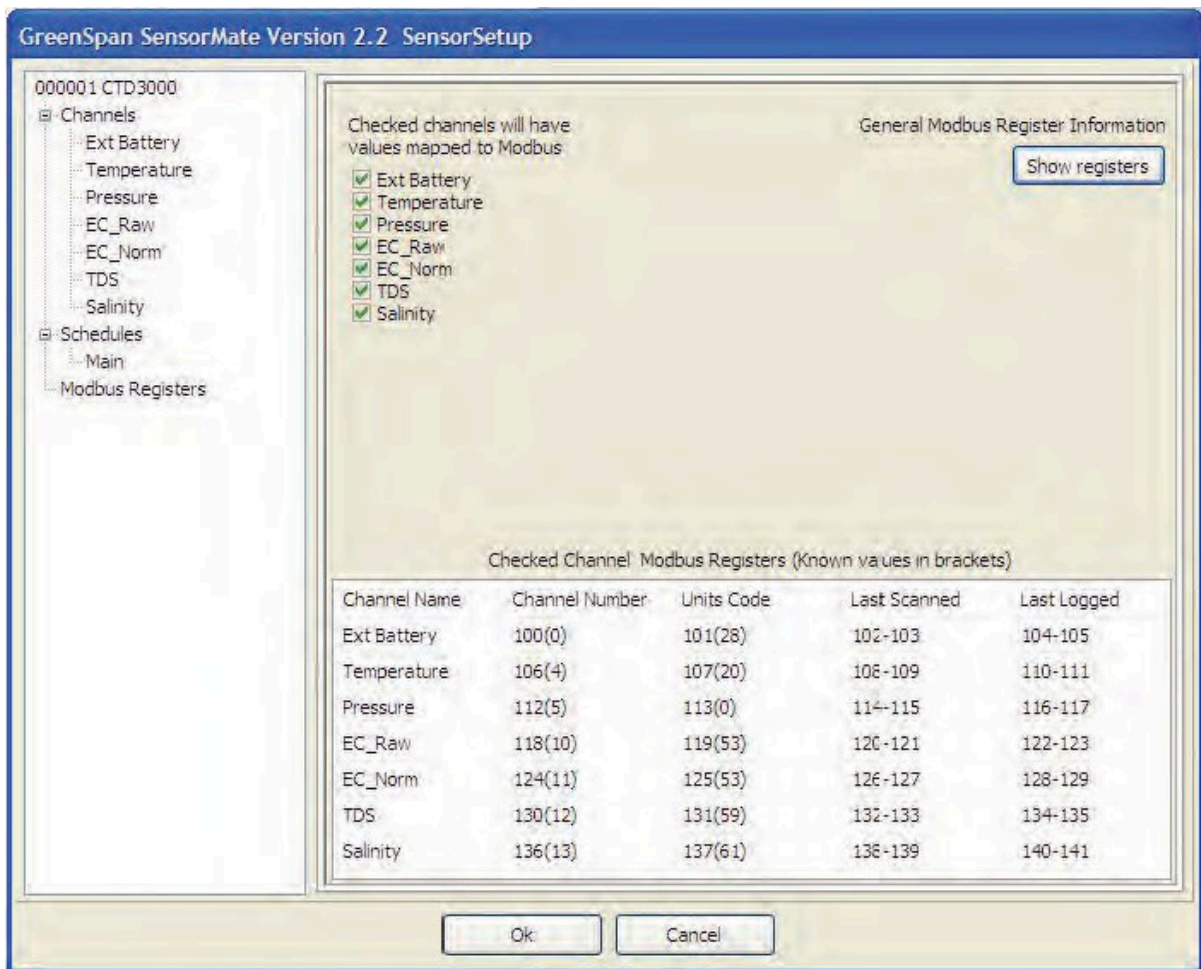 GreenSpan SensorMate Version 2.2 SensorSetup
000001 CTD3000
Channels
Ext Battery
Temperature
Pressure
EC_Raw
EC_Norm
TDS
Salinity
Schedules
Main
Modbus Registers
Checked channels will have
values mapped to Modbus
Ext Battery
Temperature
Pressure
EC_Raw
EC_Norm
TDS
Salinity
General Modbus Register Information
Show registers
Checked Channel Modbus Registers (Known values in brackets)
Channel Name Channel Number Units Code Last Scanned Last Logged
Ext Battery 100(0) 101(28) 102-103 104-105
Temperature 106(4) 107(20) 108-109 110-111
Pressure 112(5) 113(0) 114-115 116-117
EC_Raw 118(10) 119(53) 120-121 122-123
EC_Norm 124(11) 125(53) 126-127 128-129
TDS 130(12) 131(59) 132-133 134-135
Salinity 136(13) 137(61) 138-139 140-141
Ok Cancel